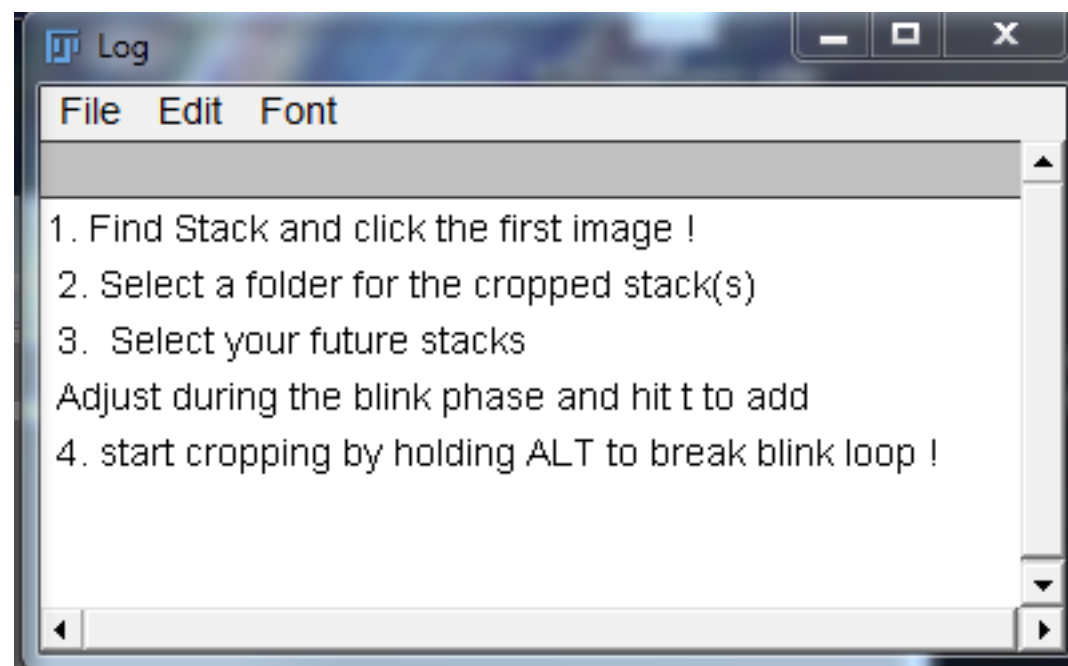 Log
File Edit Font
1. Find Stack and click the first image !
2. Select a folder for the cropped stack(s)
3.  Select your future stacks
Adjust during the blink phase and hit t to add
4. start cropping by holding ALT to break blink loop !